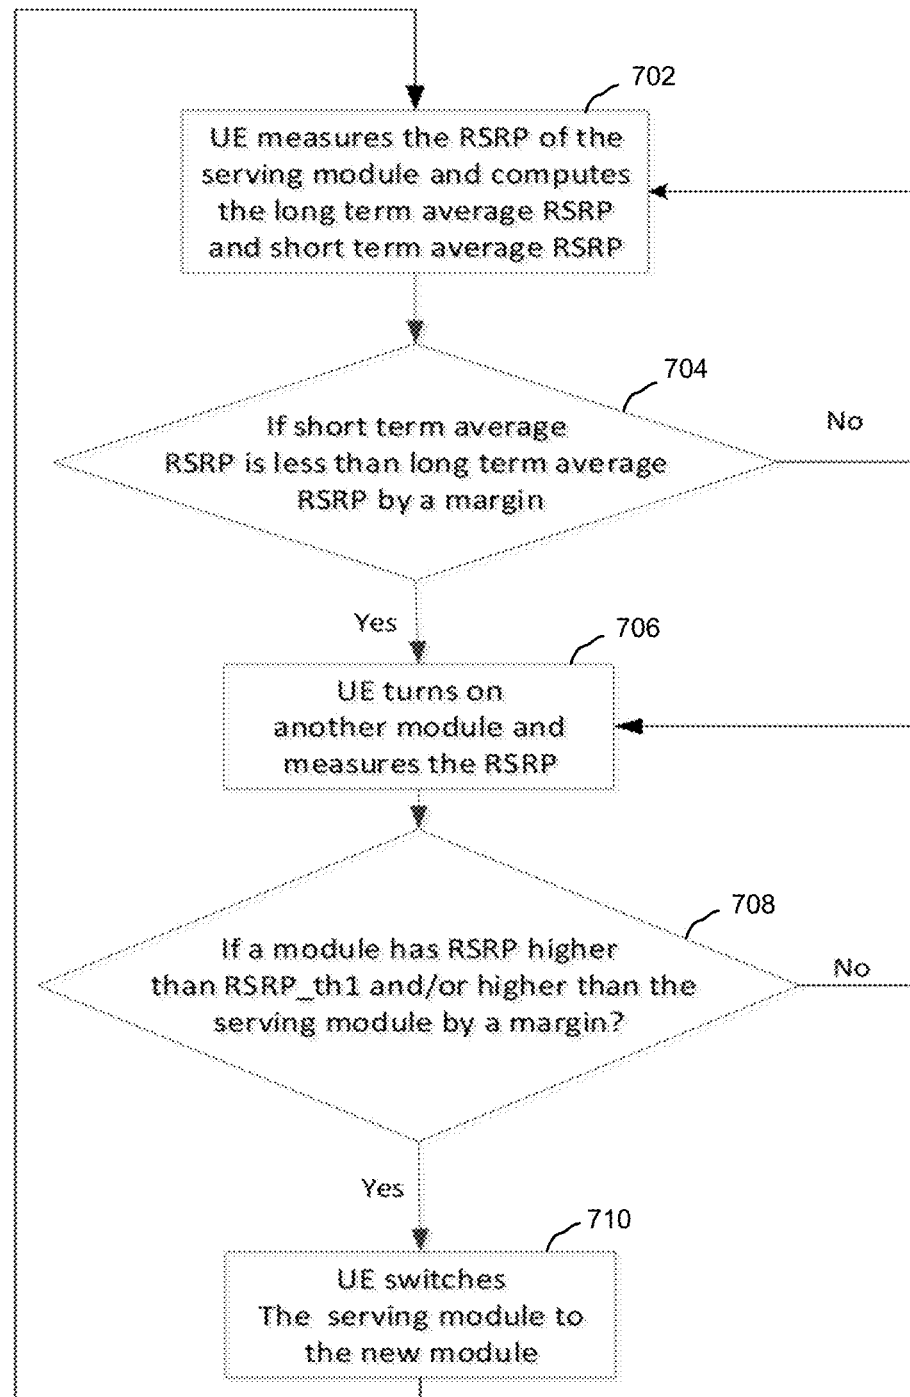 702
UE measures the RSRP of the
serving module and computes
the long term average RSRP
and short term average RSRP
704
If short term average
RSRP is less than long term average
RSRP by a margin
No
Yes
706
UE turns on
another module and
measures the RSRP
708
If a module has RSRP higher
than RSRP_th1 and/or higher than the
serving module by a margin?
No
Yes
710
UE switches
The serving module to
the new module